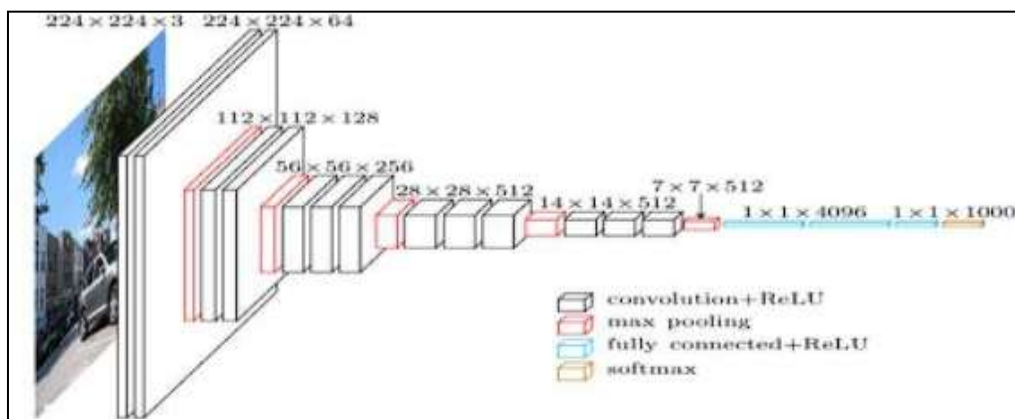 224 × 224 × 3
224 × 224 × 64
112 × 112 × 128
56 × 56 × 256
28 × 28 × 512
14 × 14 × 512
7 × 7 × 512
1 × 1 × 4096
1 × 1 × 1000
convolution+ReLU
max pooling
fully connected+ReLU
softmax